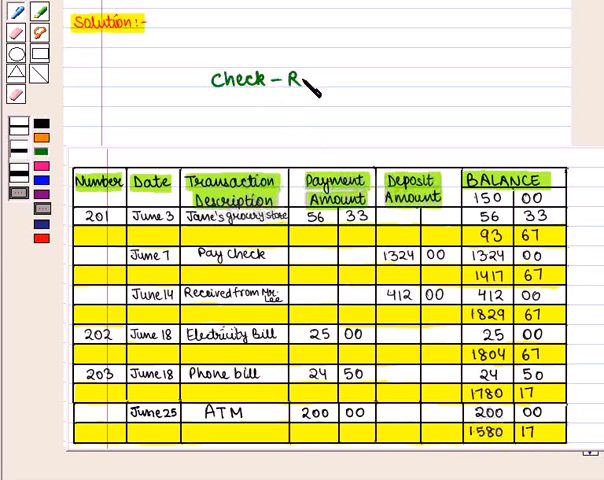 Solution:-
Check - R
Number Date Transaction Description Payment Amount Deposit Amount BALANCE
150 00
201 June 3 Jane's grocery store 56 33 56 33
93 67
June 7 Pay check 1324 00 1324 00
1417 67
June 14 Received from Mr. Lee 412 00 412 00
1829 67
202 June 18 Electricity Bill 25 00 25 00
1804 67
203 June 18 Phone bill 24 50 24 50
1780 17
June 25 ATM 200 00 200 00
1580 17